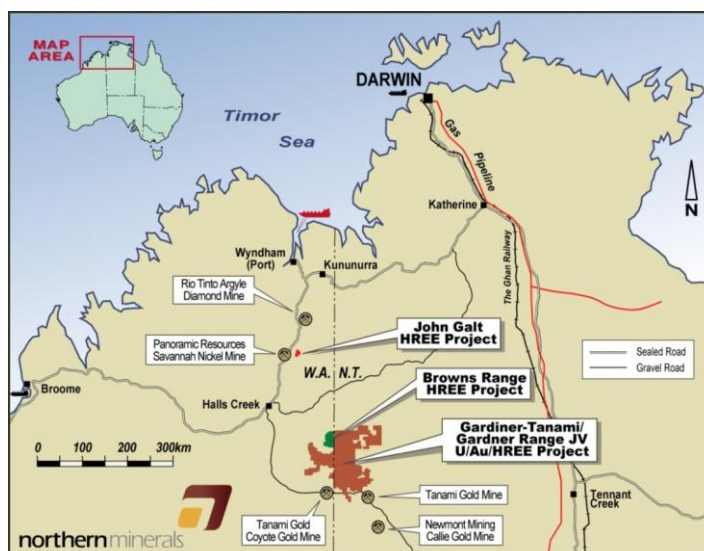 MAP
AREA
DARWIN
Timor
Sea
Gas
Pipeline
Katherine
N
Wyndham
(Port)
Kununurra
The Ghan Railway
Rio Tinto Argyle
Diamond Mine
John Galt
HREE Project
Panoramic Resources
Savannah Nickel Mine
Sealed Road
Gravel Road
W.A.
N.T.
Browns Range
HREE Project
Broome
Halls Creek
Gardiner-Tanami/
Gardner Range JV
U/Au/HREE Project
0 100 200 300km
Tanami Gold Mine
Tennant
Creek
Tanami Gold
Coyote Gold Mine
Newmont Mining
Callie Gold Mine
northernminerals